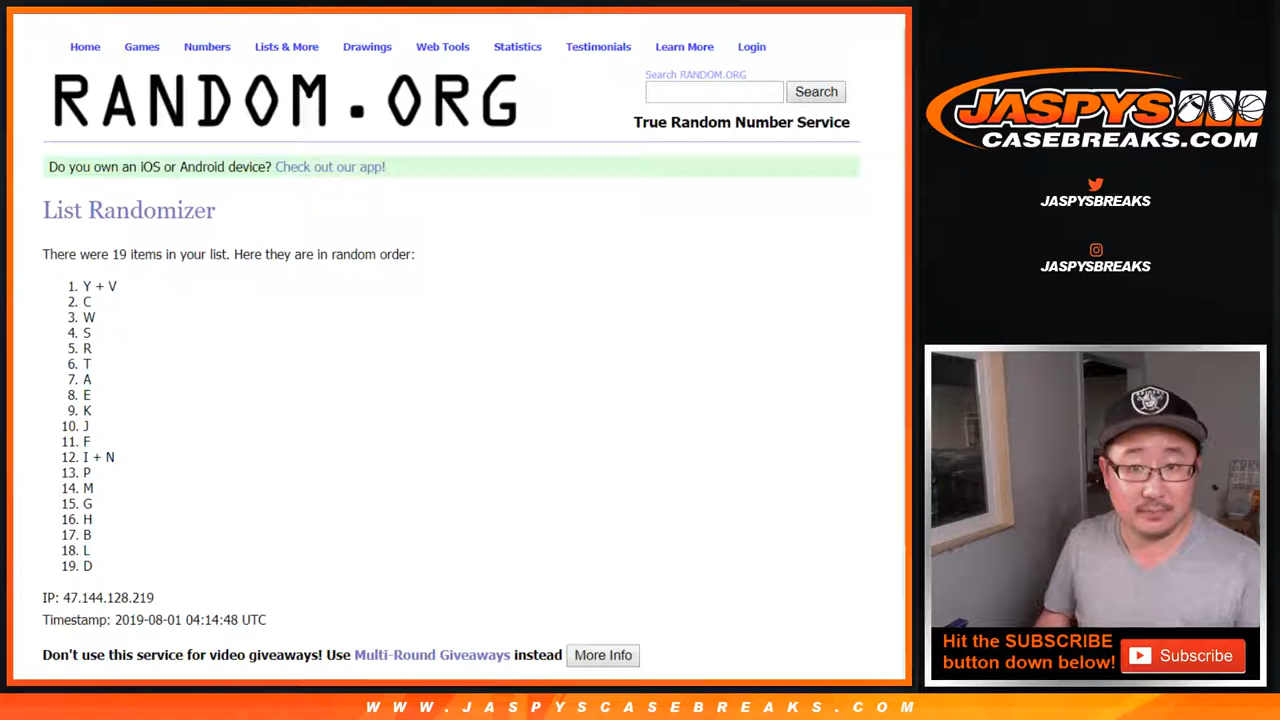 Home Games Numbers Lists & More Drawings Web Tools Statistics Testimonials Learn More Login
RANDOM.ORG
Search RANDOM.ORG
Search
True Random Number Service
Do you own an iOS or Android device? Check out our app!
List Randomizer
There were 19 items in your list. Here they are in random order:
1. Y + V
2. C
3. W
4. S
5. R
6. T
7. A
8. E
9. K
10. J
11. F
12. I + N
13. P
14. M
15. G
16. H
17. B
18. L
19. D
IP: 47.144.128.219
Timestamp: 2019-08-01 04:14:48 UTC
Don't use this service for video giveaways! Use Multi-Round Giveaways instead More Info
JASPYS
CASEBREAKS.COM
JASPYSBREAKS
JASPYSBREAKS
RAIDERS
Hit the SUBSCRIBE
button down below!
Subscribe
WWW.JASPYSCASEBREAKS.COM